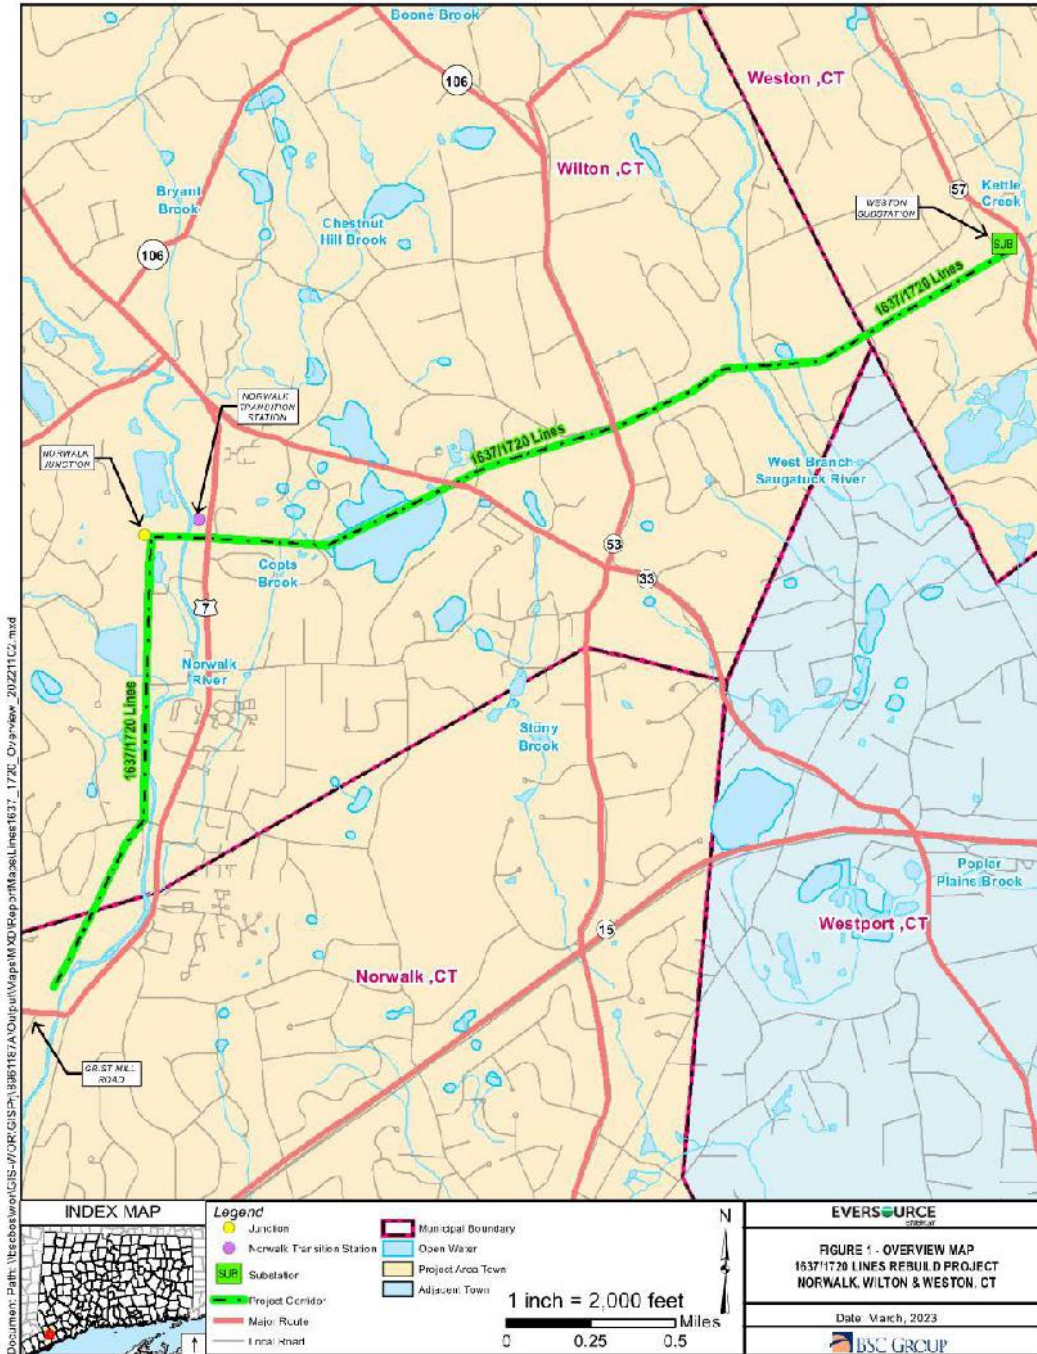 Boone Brook
106
Weston ,CT
Wilton ,CT
57
Kettle
Creek
WESTON
SUBSTATION
SUB
Bryant
Brook
Chestnut
Hill Brook
106
1637/1720 Lines
NORWALK
TRANSITION
STATION
NORWALK
JUNCTION
1637/1720 Lines
West Branch
Saugatuck River
53
33
Copts
Brook
7
Norwalk
River
1637/1720 Lines
Stony
Brook
Poplar
Plains Brook
Westport ,CT
15
Norwalk ,CT
GRIST MILL
ROAD
INDEX MAP
Legend
Junction
Norwalk Transition Station
SUB
Substation
Project Corridor
Major Route
Local Road
Municipal Boundary
Open Water
Project Area Town
Adjacent Town
N
1 inch = 2,000 feet
Miles
0 0.25 0.5
EVERSOURCE
ENERGY
FIGURE 1 - OVERVIEW MAP
1637/1720 LINES REBUILD PROJECT
NORWALK, WILTON & WESTON, CT
Date: March, 2023
BSC GROUP